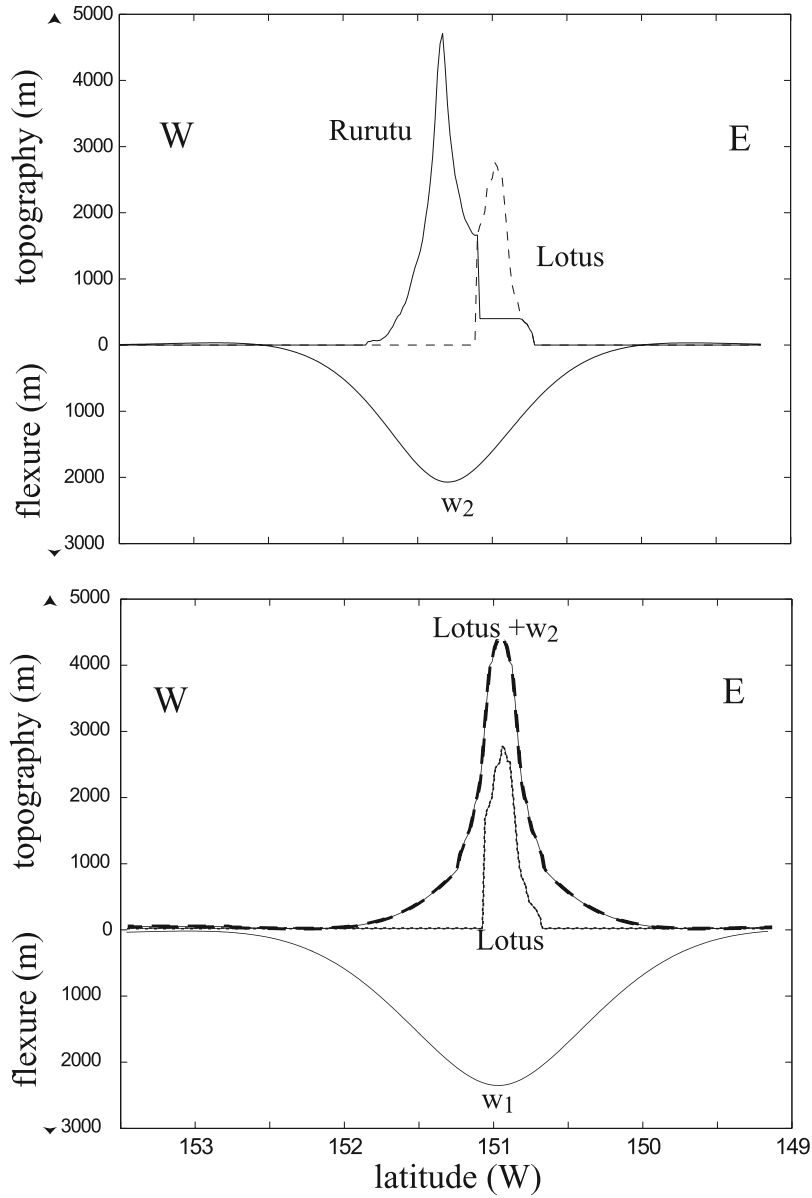 5000
4000
3000
2000
1000
0
1000
2000
3000
topography (m)
flexure (m)
W
E
Rurutu
Lotus
w2
5000
4000
3000
2000
1000
0
1000
2000
3000
topography (m)
flexure (m)
W
E
Lotus +w2
Lotus
w1
153
152
151
150
149
latitude (W)